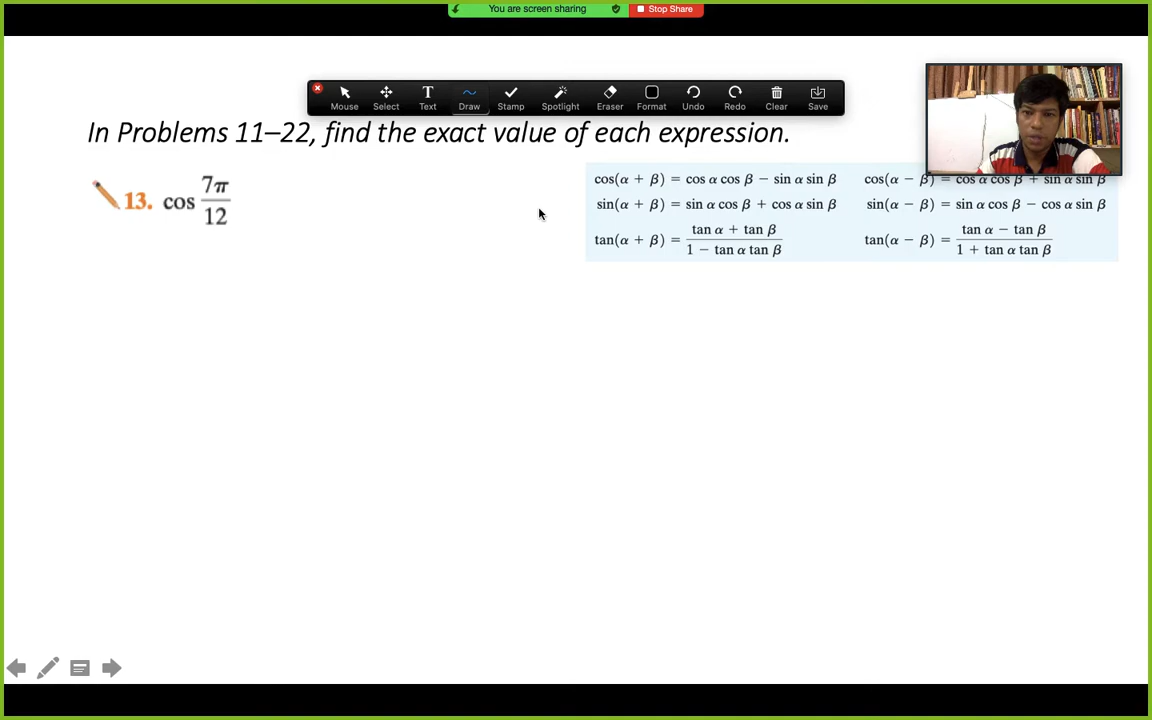 You are screen sharing Stop Share
Mouse Select Text Draw Stamp Spotlight Eraser Format Undo Redo Clear Save
In Problems 11–22, find the exact value of each expression.
13. cos 7π/12
cos(α + β) = cos α cos β − sin α sin β
cos(α − β) = cos α cos β + sin α sin β
sin(α + β) = sin α cos β + cos α sin β
sin(α − β) = sin α cos β − cos α sin β
tan(α + β) = tan α + tan β / 1 − tan α tan β
tan(α − β) = tan α − tan β / 1 + tan α tan β